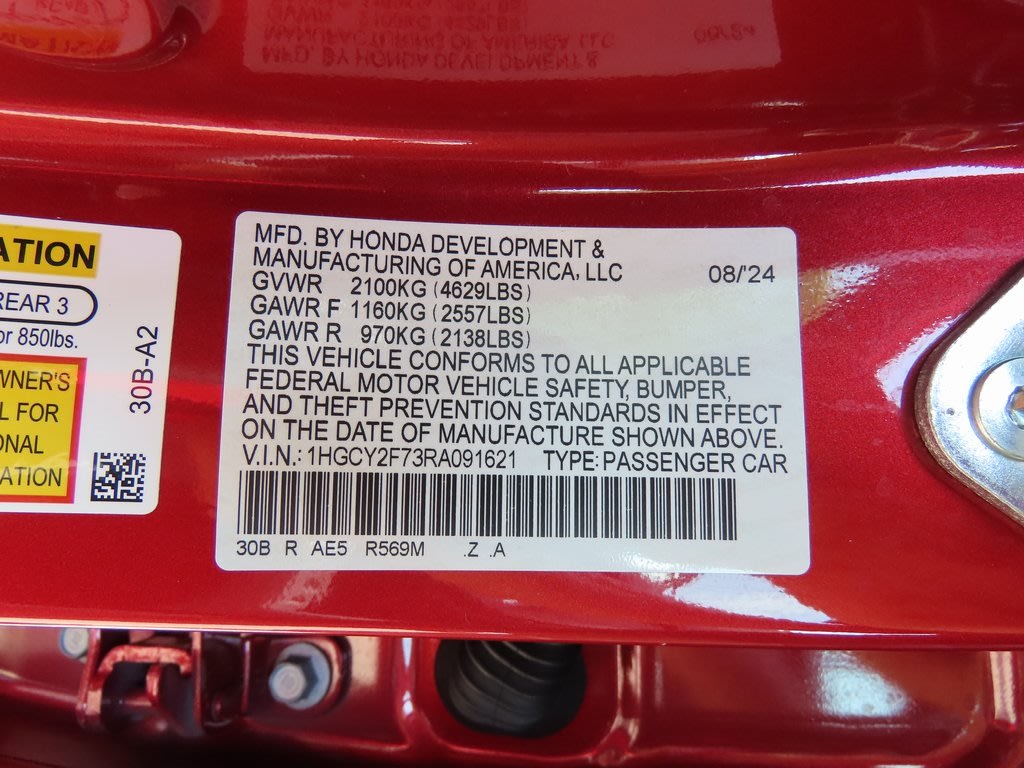 ATION
REAR 3
or 850lbs.
WNER'S
L FOR
ONAL
ATION
30B-A2
MFD. BY HONDA DEVELOPMENT &
MANUFACTURING OF AMERICA, LLC
08/'24
GVWR 2100KG (4629LBS)
GAWR F 1160KG (2557LBS)
GAWR R 970KG (2138LBS)
THIS VEHICLE CONFORMS TO ALL APPLICABLE
FEDERAL MOTOR VEHICLE SAFETY, BUMPER,
AND THEFT PREVENTION STANDARDS IN EFFECT
ON THE DATE OF MANUFACTURE SHOWN ABOVE.
V.I.N.: 1HGCY2F73RA091621 TYPE: PASSENGER CAR
30B R AE5 R569M .Z .A